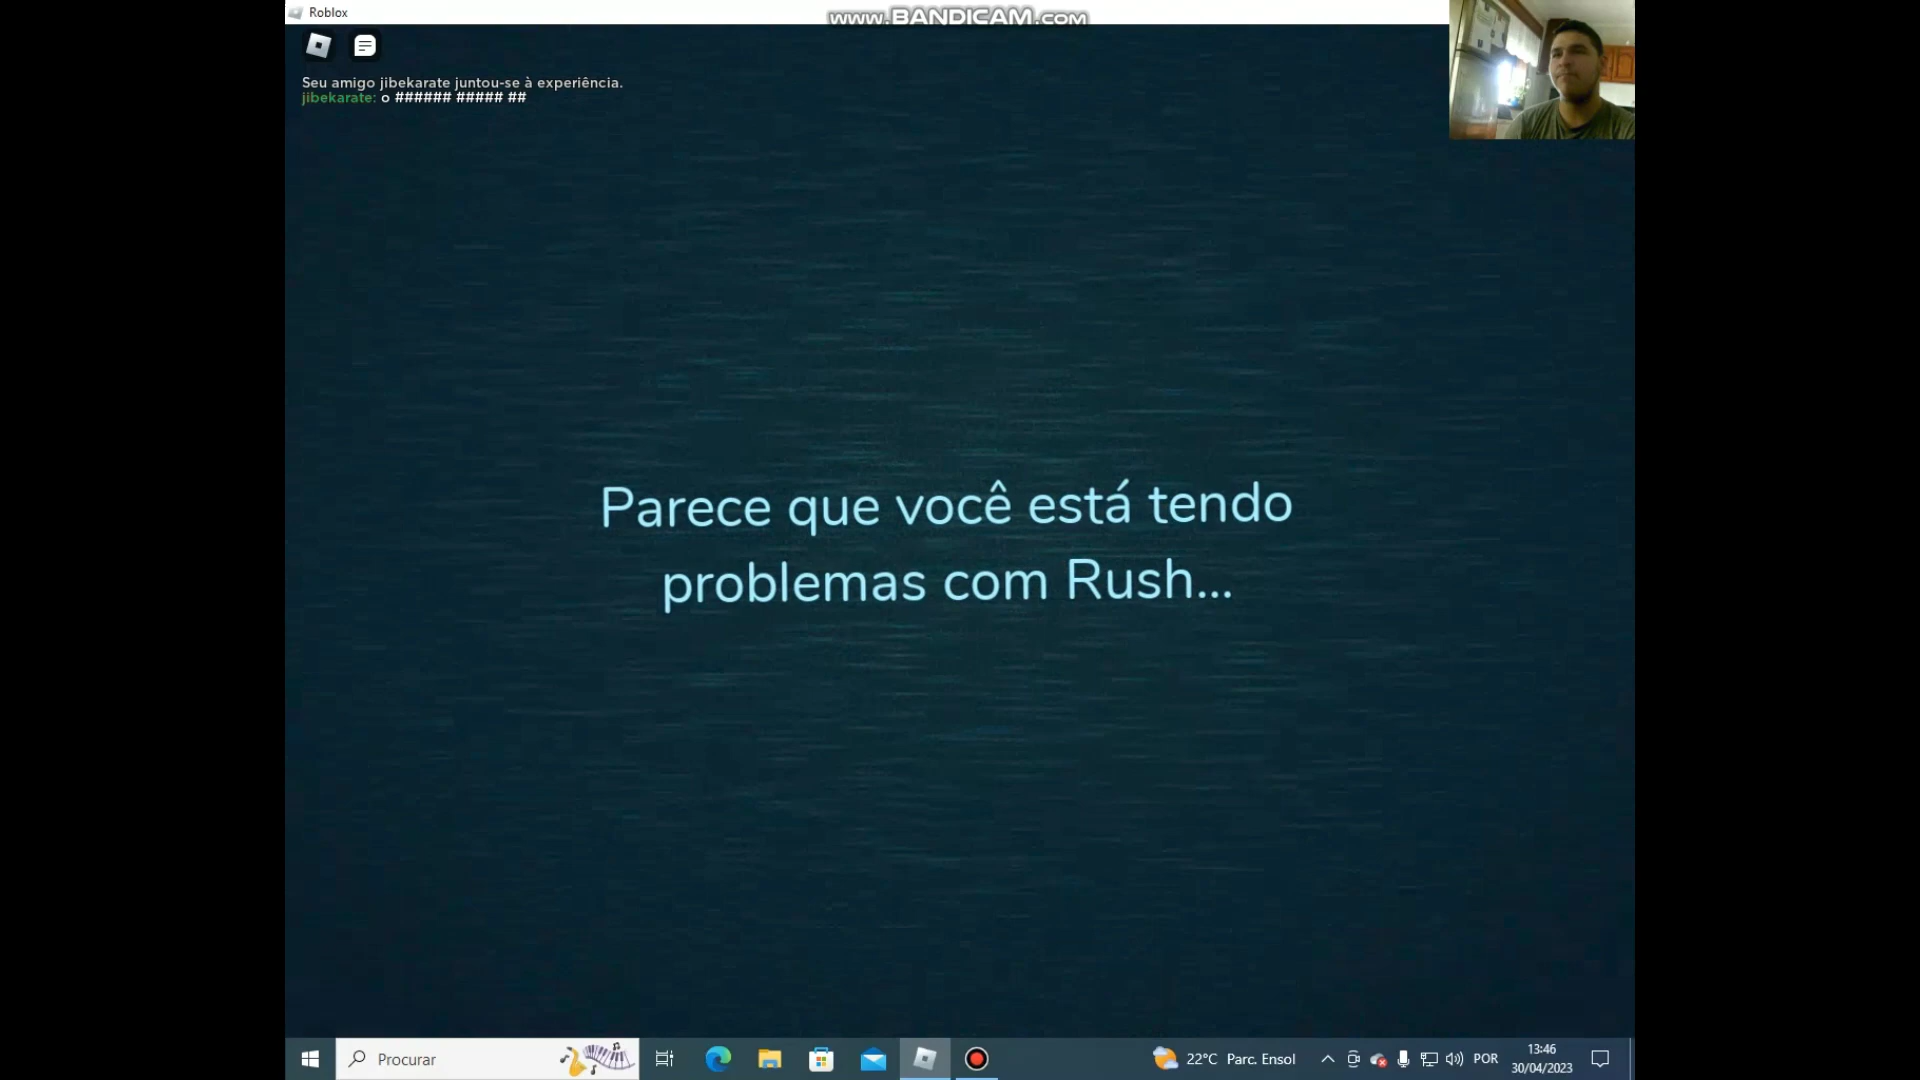 Roblox
www.BANDICAM.com
Seu amigo jibekarate juntou-se à experiência.
jibekarate: o ###### ##### ##
Parece que você está tendo
problemas com Rush...
Procurar
22°C Parc. Ensol
POR
13:46
30/04/2023